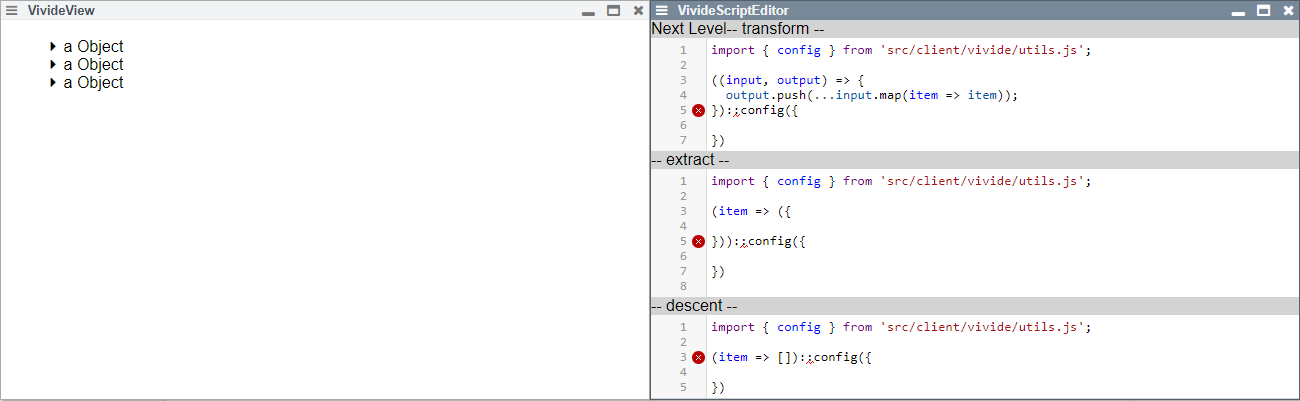 VivideView
a Object
a Object
a Object
VivideScriptEditor
Next Level-- transform --
1 import { config } from 'src/client/vivide/utils.js';
2
3 ((input, output) => {
4 output.push(...input.map(item => item));
5 })::config({
6
7 })
-- extract --
1 import { config } from 'src/client/vivide/utils.js';
2
3 (item => ({
4
5 }))::config({
6
7 })
8
-- descent --
1 import { config } from 'src/client/vivide/utils.js';
2
3 (item => [])::config({
4
5 })